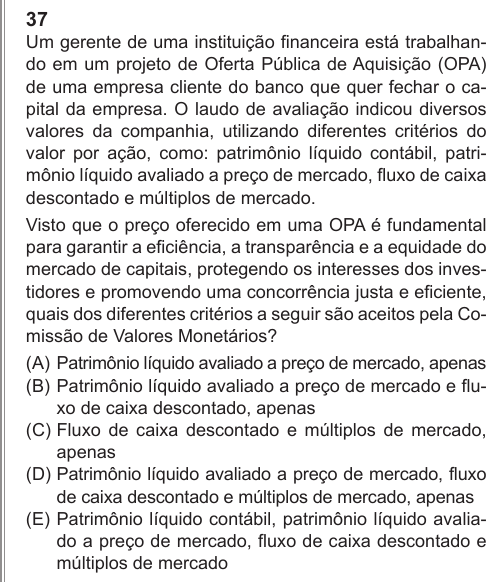 37
Um gerente de uma instituição financeira está trabalhan-
do em um projeto de Oferta Pública de Aquisição (OPA)
de uma empresa cliente do banco que quer fechar o ca-
pital da empresa. O laudo de avaliação indicou diversos
valores da companhia, utilizando diferentes critérios do
valor por ação, como: patrimônio líquido contábil, patri-
mônio líquido avaliado a preço de mercado, fluxo de caixa
descontado e múltiplos de mercado.
Visto que o preço oferecido em uma OPA é fundamental
para garantir a eficiência, a transparência e a equidade do
mercado de capitais, protegendo os interesses dos inves-
tidores e promovendo uma concorrência justa e eficiente,
quais dos diferentes critérios a seguir são aceitos pela Co-
missão de Valores Monetários?
(A) Patrimônio líquido avaliado a preço de mercado, apenas
(B) Patrimônio líquido avaliado a preço de mercado e flu-
xo de caixa descontado, apenas
(C) Fluxo de caixa descontado e múltiplos de mercado,
apenas
(D) Patrimônio líquido avaliado a preço de mercado, fluxo
de caixa descontado e múltiplos de mercado, apenas
(E) Patrimônio líquido contábil, patrimônio líquido avalia-
do a preço de mercado, fluxo de caixa descontado e
múltiplos de mercado